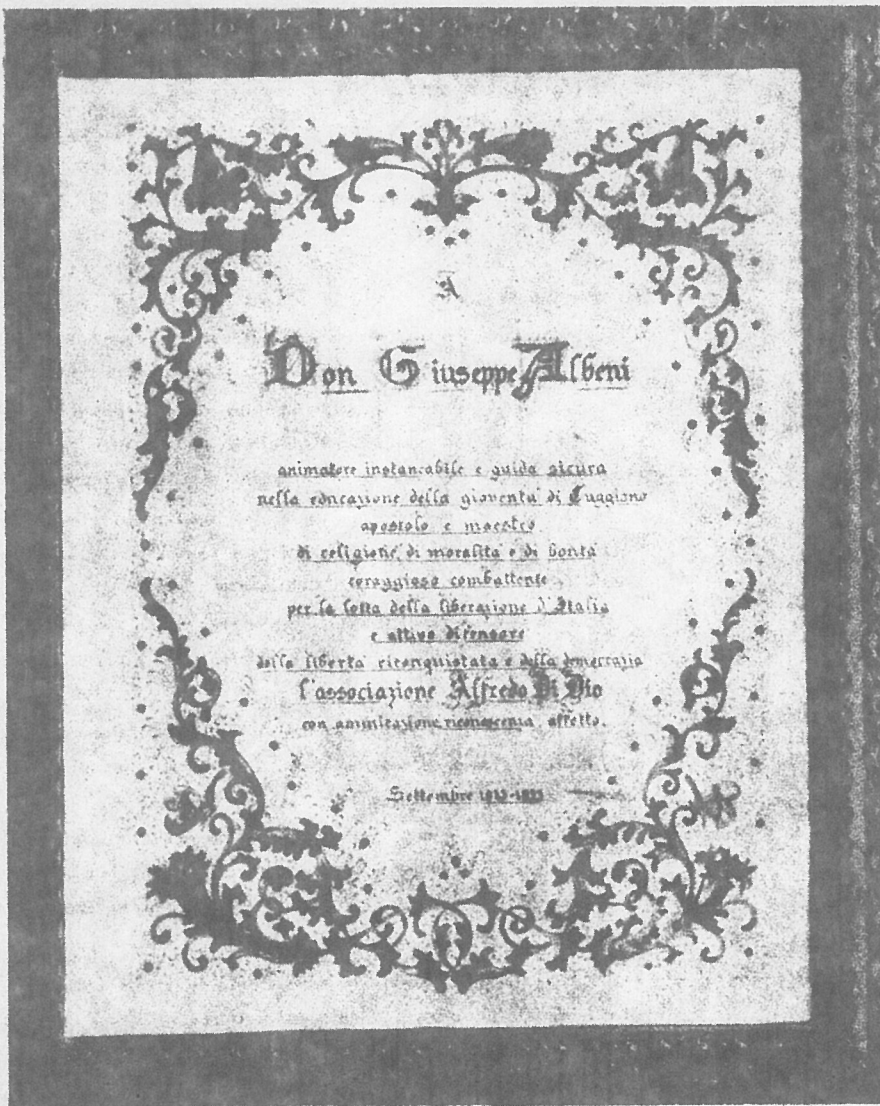 A
Don Giuseppe Albeni
animatore instancabile e guida sicura
nella educazione della gioventù di Cuggiono
apostolo e maestro
di religione, di moralità e di bontà
coraggioso combattente
per la lotta della liberazione d'Italia
e attivo difensore
della libertà riconquistata e della democrazia
l'associazione Alfredo Di Dio
con ammirazione riconoscenza affetto.
Settembre